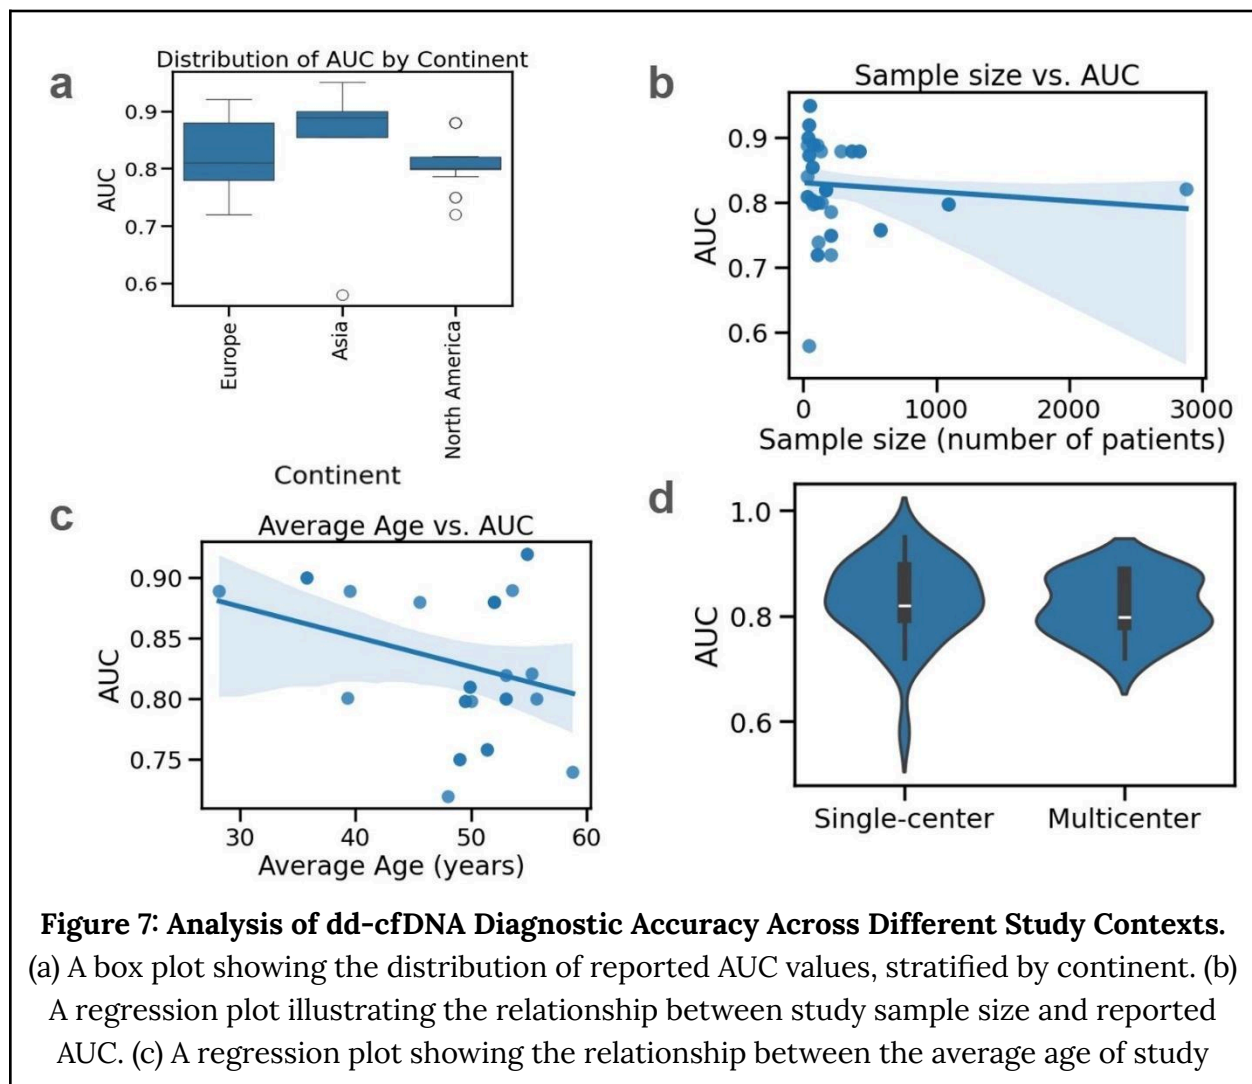 a
Distribution of AUC by Continent
AUC
0.9
0.8
0.7
0.6
Europe
Asia
North America
Continent
b
Sample size vs. AUC
AUC
0.9
0.8
0.7
0.6
0
1000
2000
3000
Sample size (number of patients)
c
Average Age vs. AUC
AUC
0.90
0.85
0.80
0.75
30
40
50
60
Average Age (years)
d
AUC
1.0
0.8
0.6
Single-center
Multicenter
Figure 7: Analysis of dd-cfDNA Diagnostic Accuracy Across Different Study Contexts.
(a) A box plot showing the distribution of reported AUC values, stratified by continent. (b)
A regression plot illustrating the relationship between study sample size and reported
AUC. (c) A regression plot showing the relationship between the average age of study